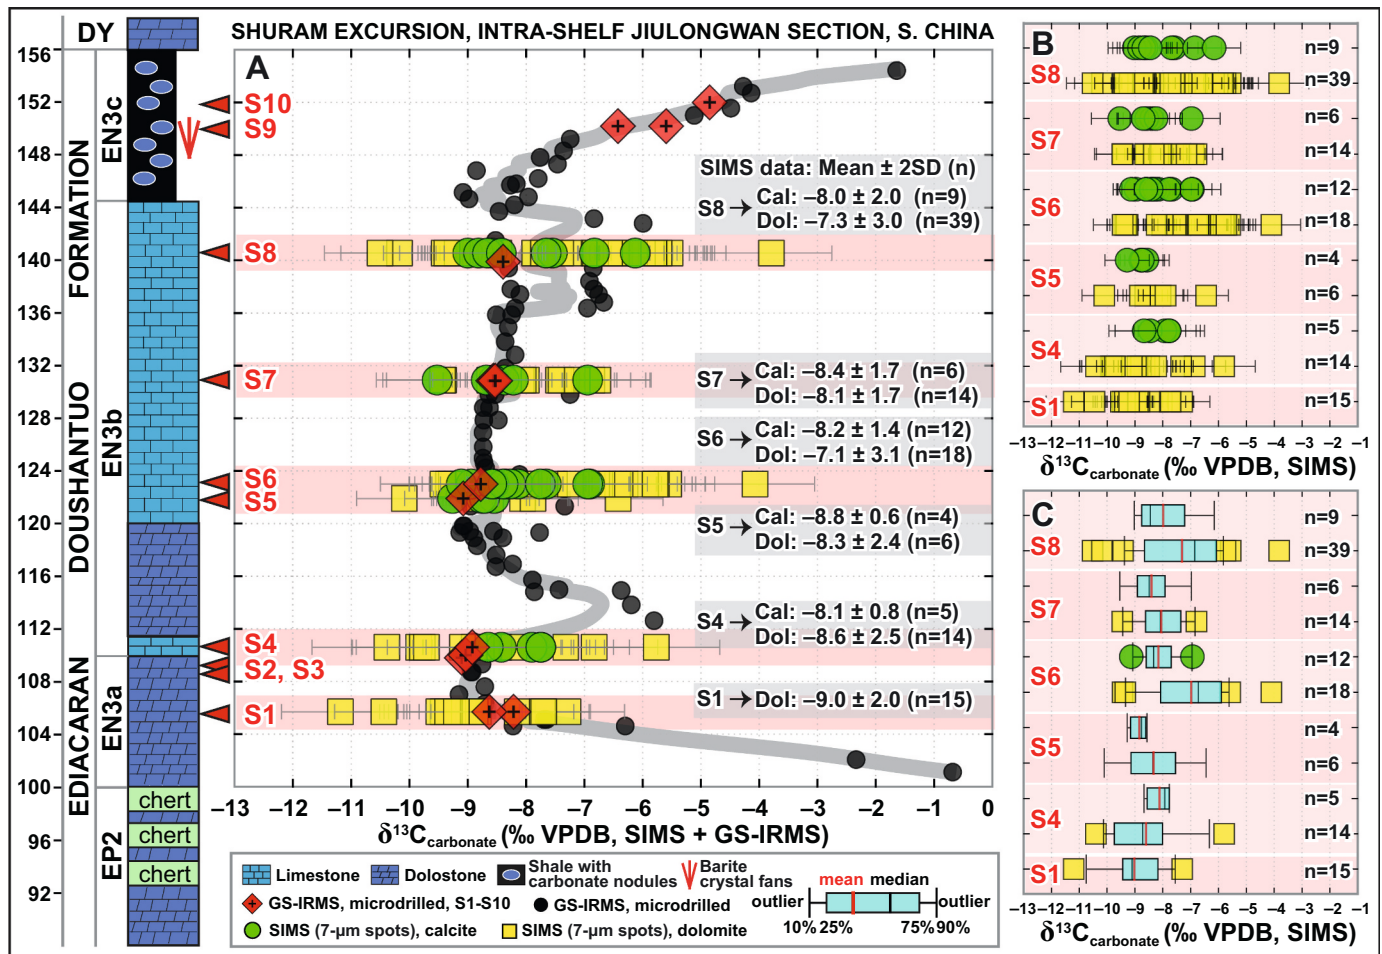 SHURAM EXCURSION, INTRA-SHELF JIULONGWAN SECTION, S. CHINA
DY
EN3c
EN3b
EN3a
EP2
FORMATION
DOUSHANTUO
EDIACARAN
156
152
148
144
140
136
132
128
124
120
116
112
108
104
100
96
92
chert
chert
chert
A
S10
S9
S8
S7
S6
S5
S4
S2, S3
S1
SIMS data: Mean ± 2SD (n)
S8 → Cal: –8.0 ± 2.0 (n=9)
Dol: –7.3 ± 3.0 (n=39)
S7 → Cal: –8.4 ± 1.7 (n=6)
Dol: –8.1 ± 1.7 (n=14)
S6 → Cal: –8.2 ± 1.4 (n=12)
Dol: –7.1 ± 3.1 (n=18)
S5 → Cal: –8.8 ± 0.6 (n=4)
Dol: –8.3 ± 2.4 (n=6)
S4 → Cal: –8.1 ± 0.8 (n=5)
Dol: –8.6 ± 2.5 (n=14)
S1 → Dol: –9.0 ± 2.0 (n=15)
–13 –12 –11 –10 –9 –8 –7 –6 –5 –4 –3 –2 –1 0
δ13Ccarbonate (‰ VPDB, SIMS + GS-IRMS)
Limestone
Dolostone
Shale with
carbonate nodules
Barite
crystal fans
GS-IRMS, microdrilled, S1-S10
GS-IRMS, microdrilled
SIMS (7-µm spots), calcite
SIMS (7-µm spots), dolomite
mean median
outlier outlier
10% 25% 75% 90%
B
S8
S7
S6
S5
S4
S1
n=9
n=39
n=6
n=14
n=12
n=18
n=4
n=6
n=5
n=14
n=15
–13 –12 –11 –10 –9 –8 –7 –6 –5 –4 –3 –2 –1
δ13Ccarbonate (‰ VPDB, SIMS)
C
S8
S7
S6
S5
S4
S1
n=9
n=39
n=6
n=14
n=12
n=18
n=4
n=6
n=5
n=14
n=15
–13 –12 –11 –10 –9 –8 –7 –6 –5 –4 –3 –2 –1
δ13Ccarbonate (‰ VPDB, SIMS)